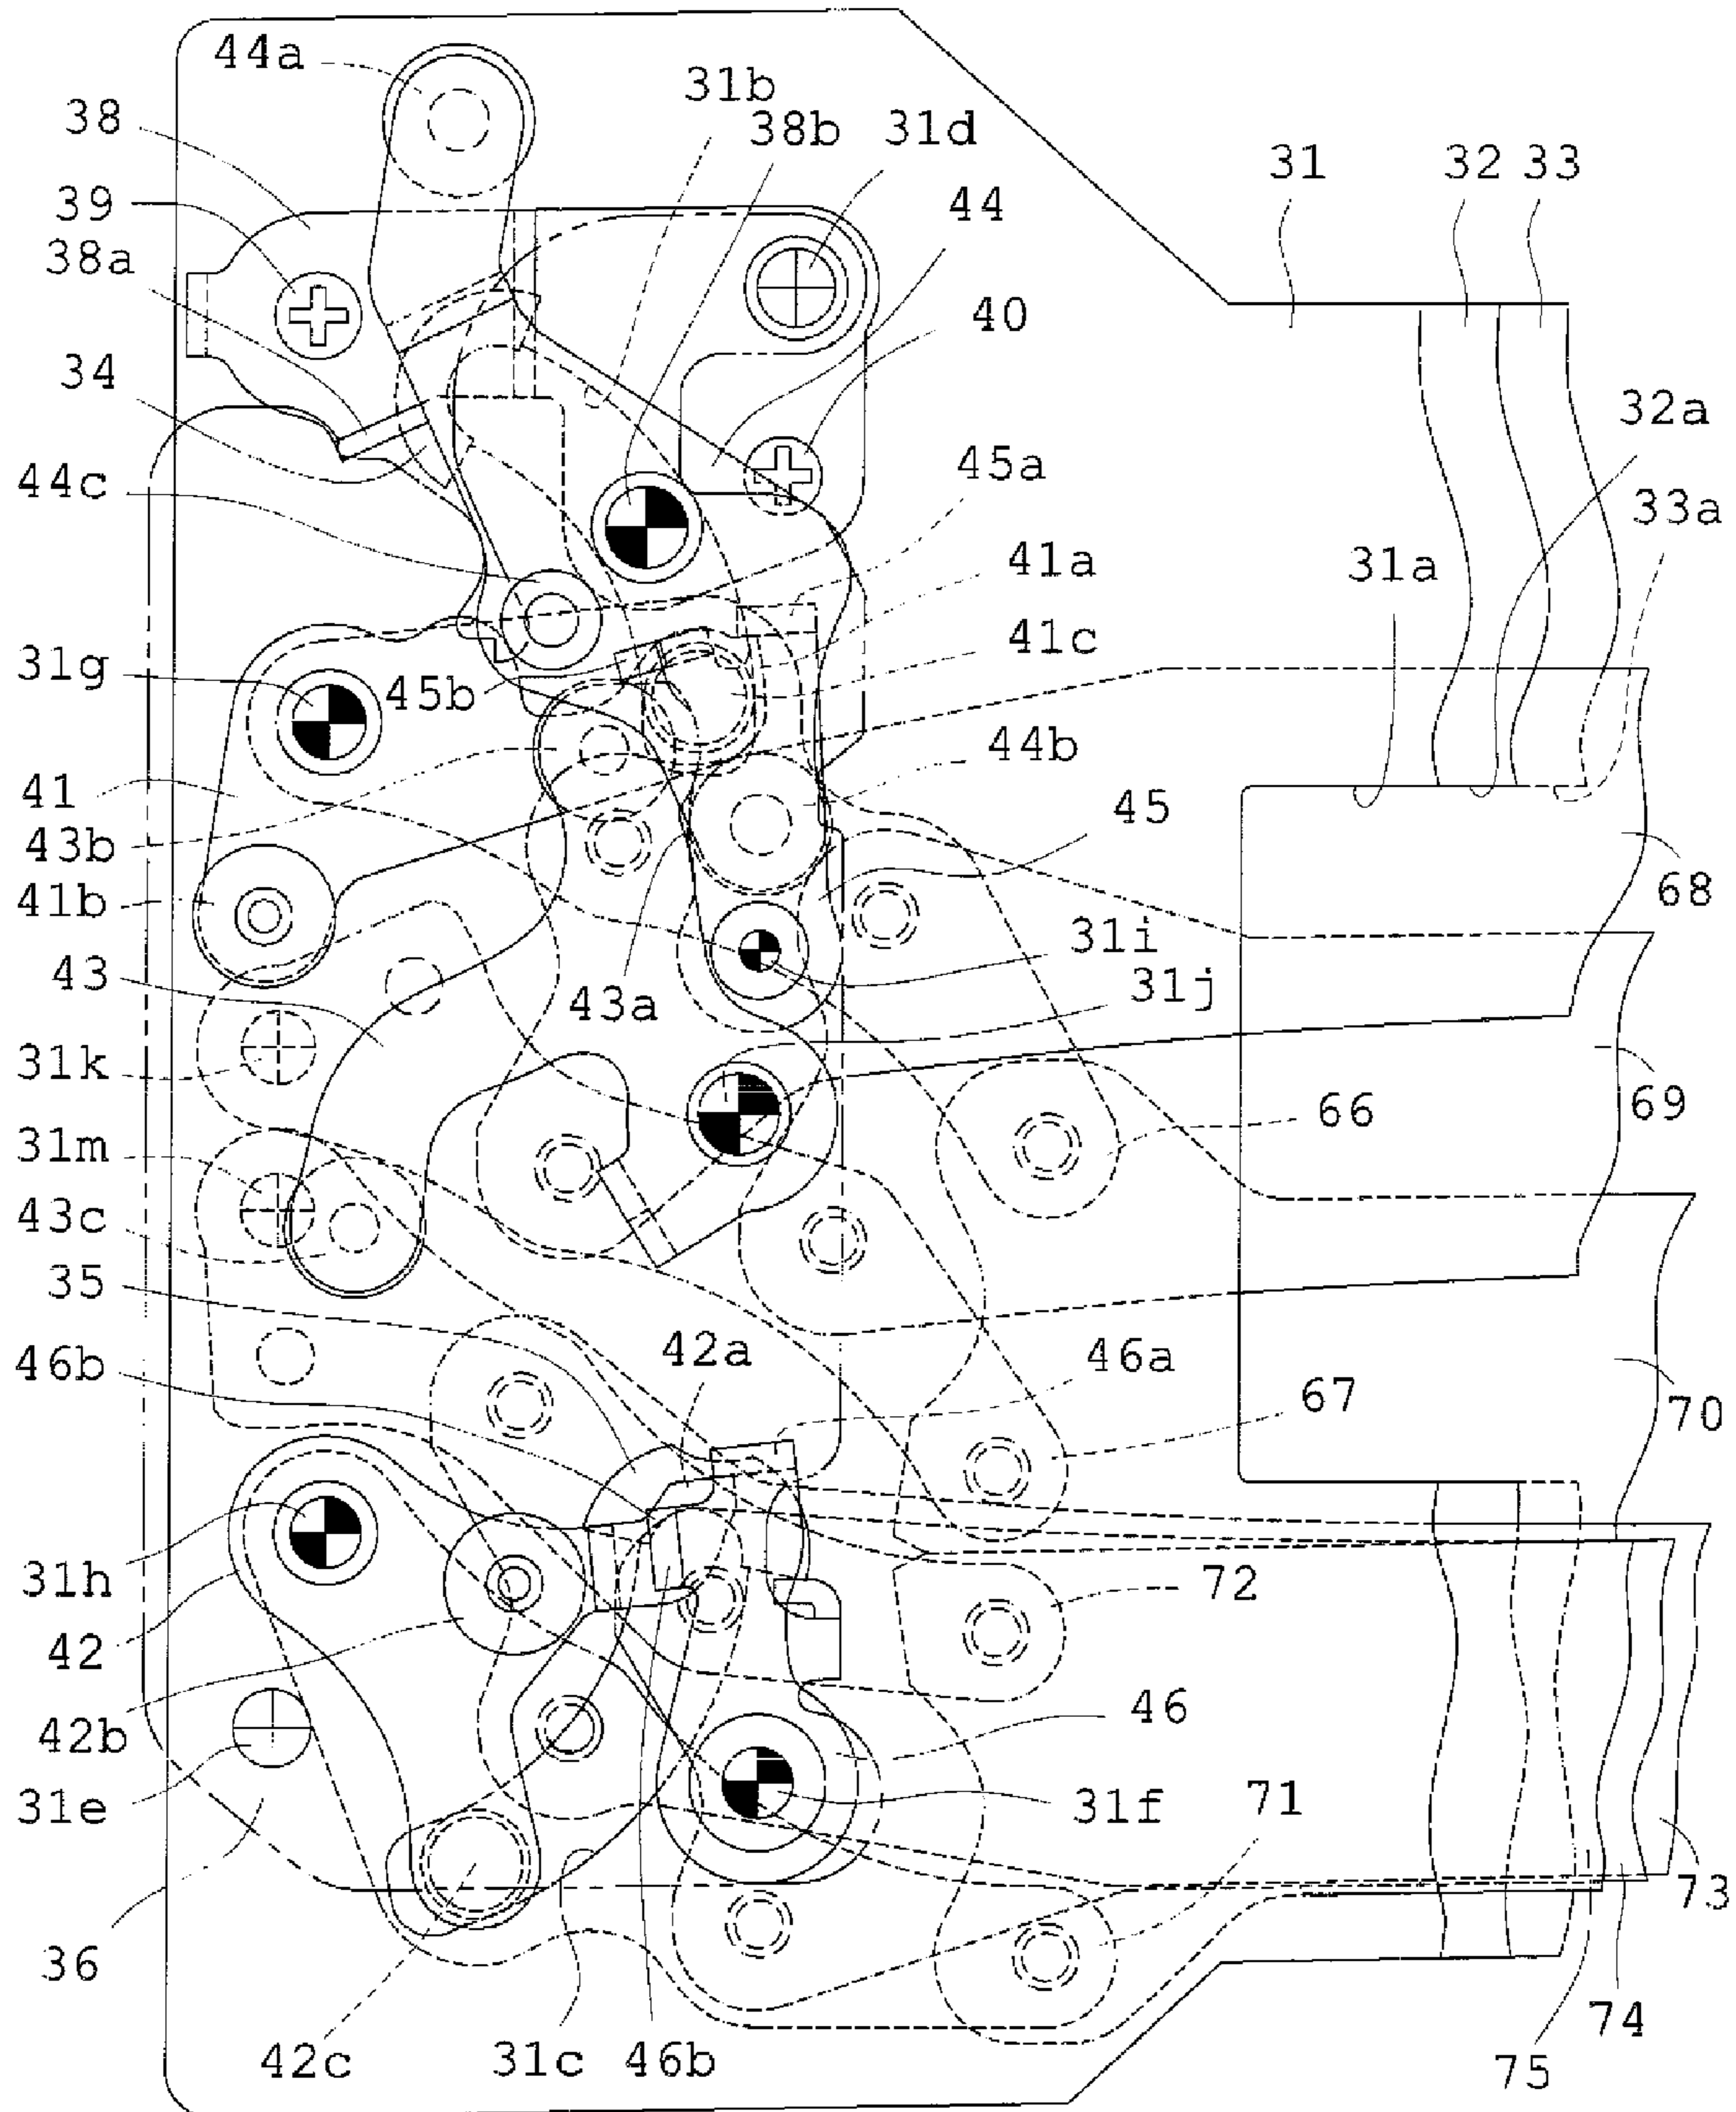 44a
31b
38
38b 31d
31 32 33
39
44
38a
40
34
32a
44c
45a
33a
41a
31a
41c
31g
45b
44b
41
45
43b
68
41b
31i
43
31j
43a
31k
69
66
31m
43c
35
42a
46a
46b
67
70
31h
72
42
46
42b
31e
31f
71
73
36
74
42c 31c 46b
75